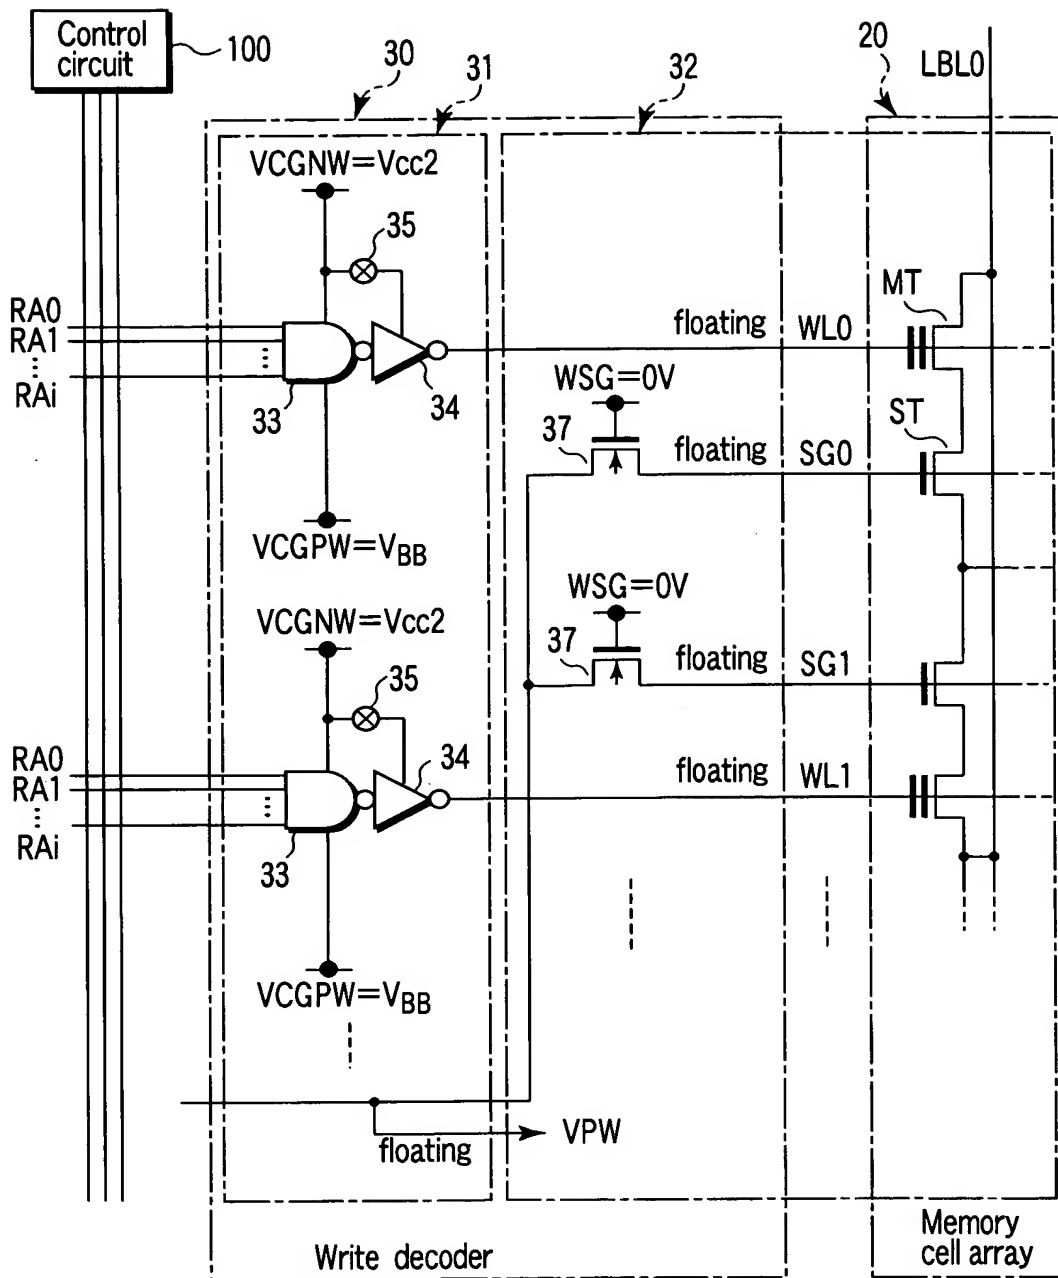 Control
circuit
100
30
31
32
20
LBL0
VCGNW=Vcc2
35
MT
RA0
RA1
RAi
33
34
floating
WL0
WSG=0V
ST
37
floating
SG0
VCGPW=VBB
WSG=0V
VCGNW=Vcc2
37
floating
SG1
35
34
RA0
RA1
RAi
33
floating
WL1
VCGPW=VBB
floating
VPW
Write decoder
Memory
cell array